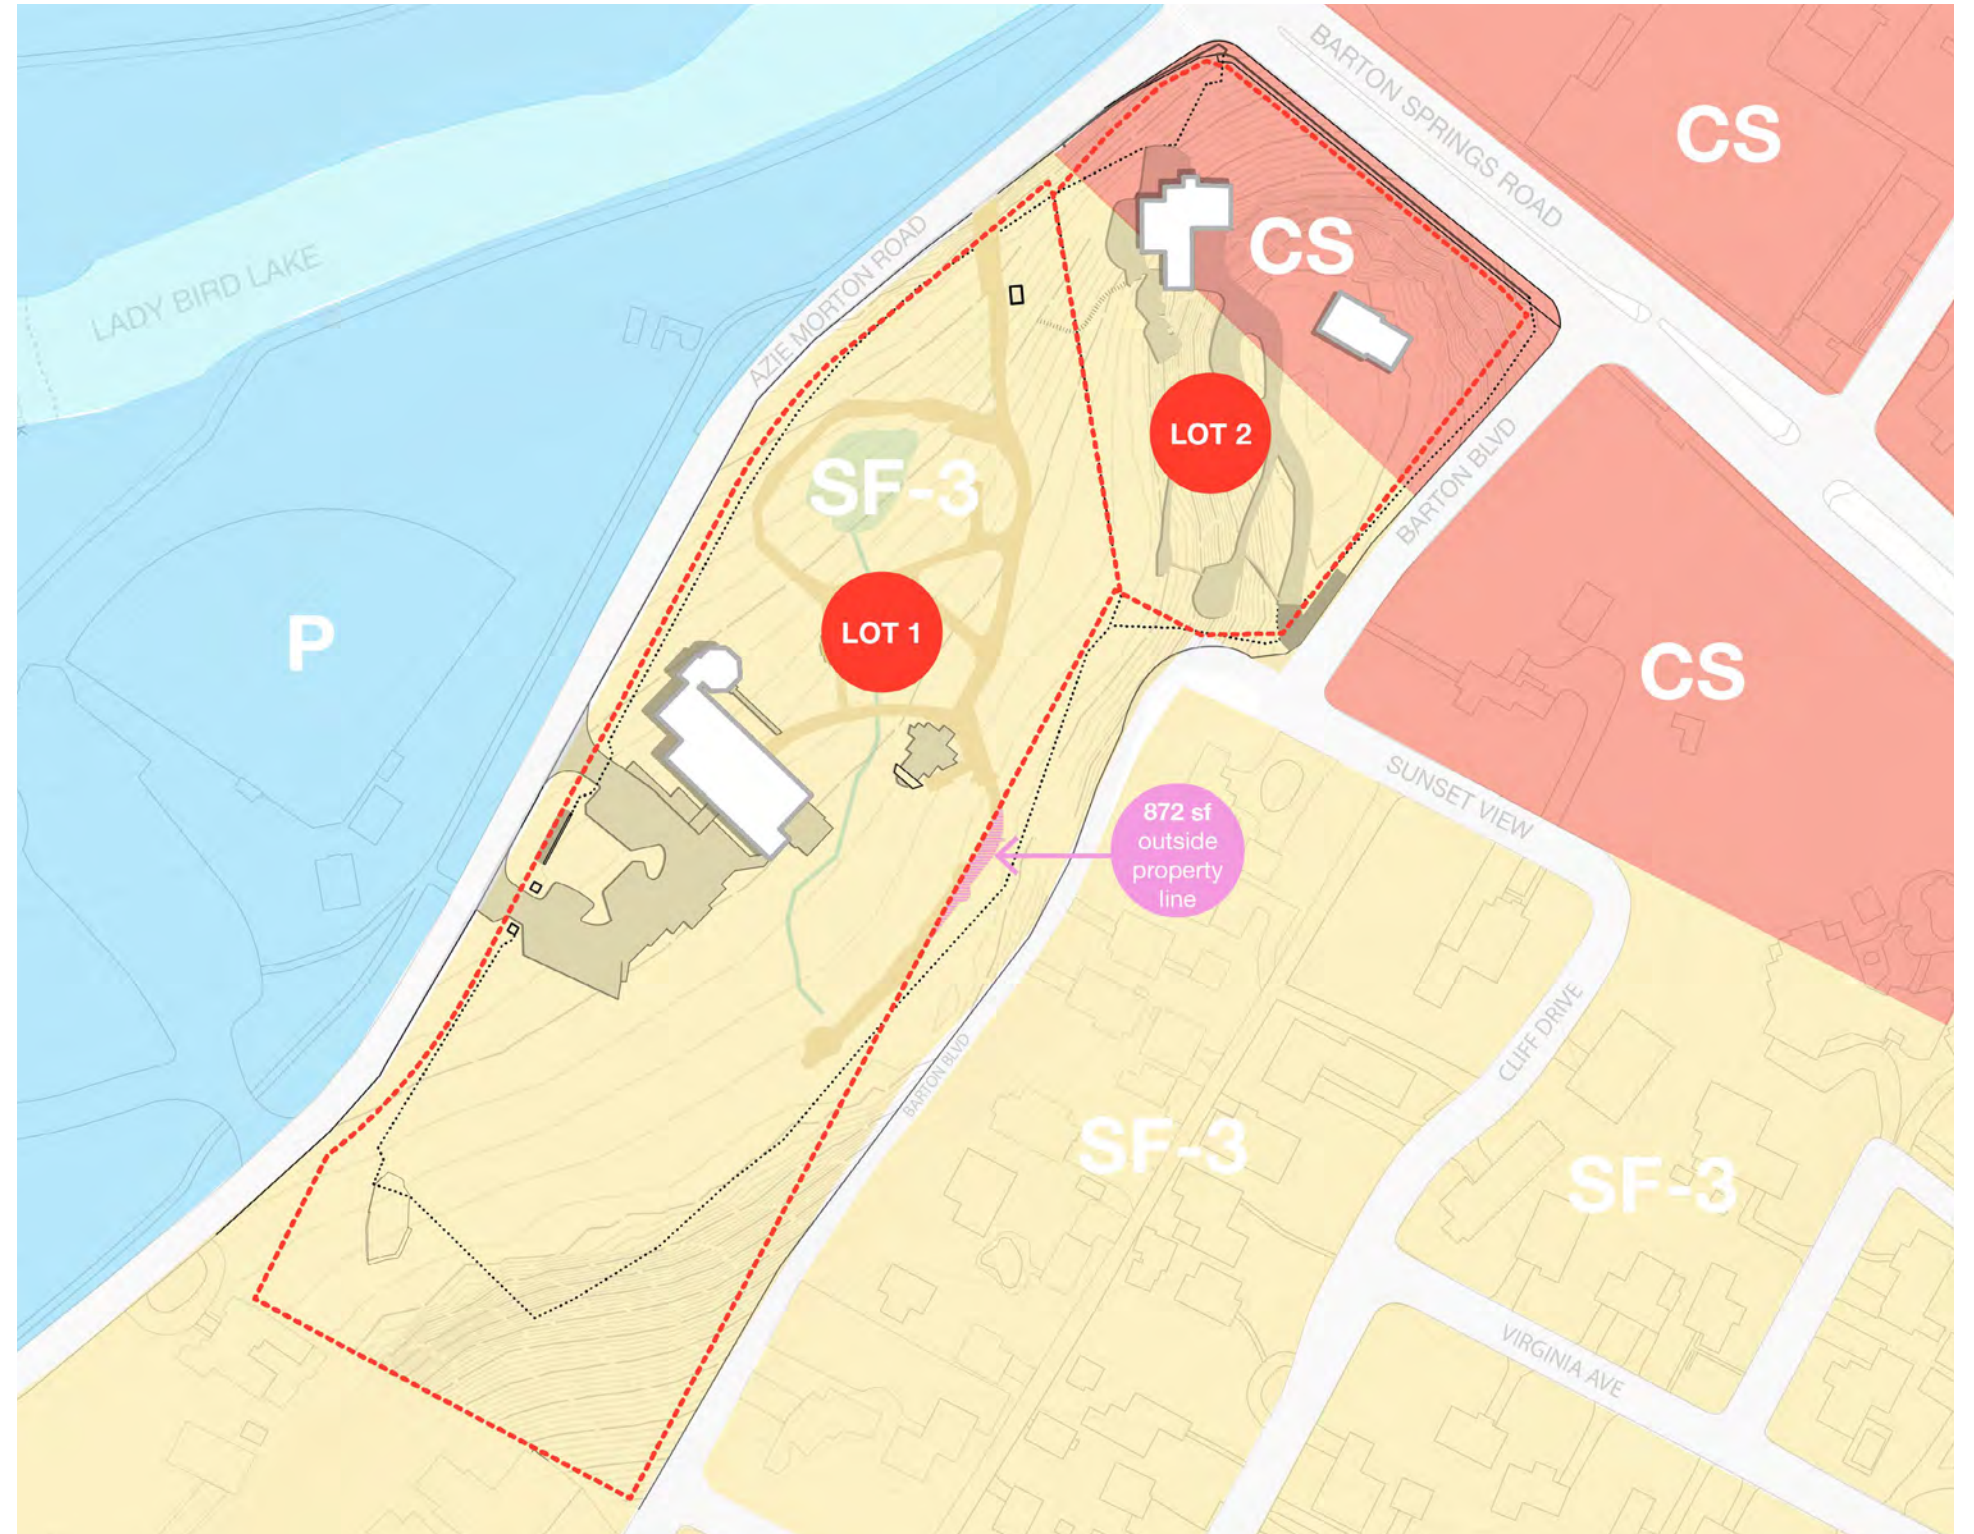 BARTON SPRINGS ROAD
CS
CS
LADY BIRD LAKE
AZIE MORTON ROAD
LOT 2
SF-3
BARTON BLVD
P
LOT 1
CS
SUNSET VIEW
872 sf
outside
property
line
CLIFF DRIVE
BARTON BLVD
SF-3
SF-3
VIRGINIA AVE